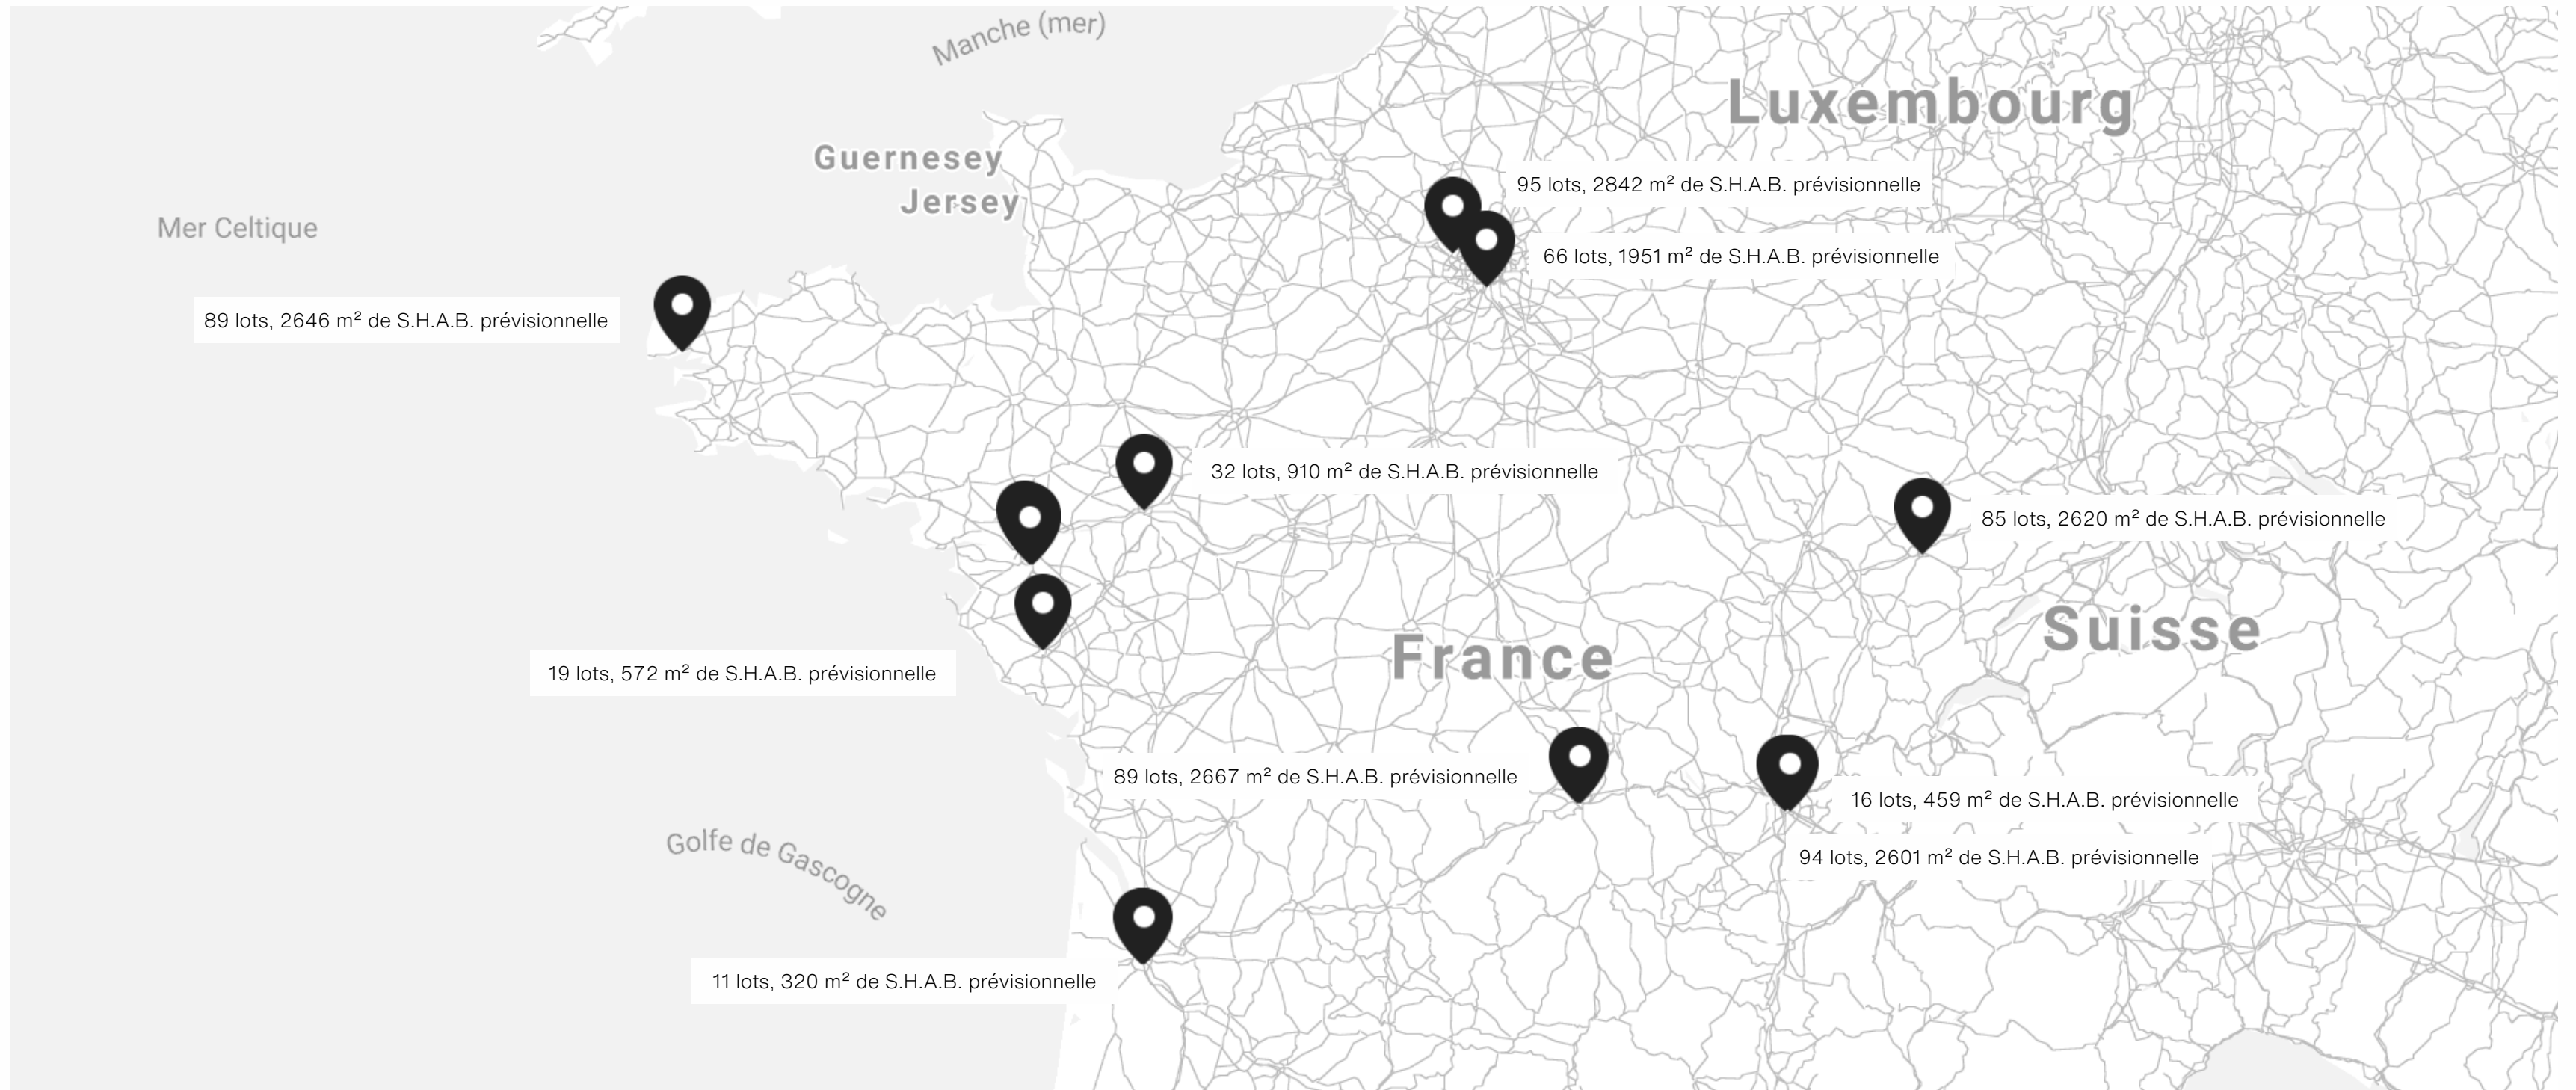 Manche (mer)
Luxembourg
Guernesey
Jersey
95 lots, 2842 m² de S.H.A.B. prévisionnelle
Mer Celtique
66 lots, 1951 m² de S.H.A.B. prévisionnelle
89 lots, 2646 m² de S.H.A.B. prévisionnelle
32 lots, 910 m² de S.H.A.B. prévisionnelle
85 lots, 2620 m² de S.H.A.B. prévisionnelle
Suisse
France
19 lots, 572 m² de S.H.A.B. prévisionnelle
89 lots, 2667 m² de S.H.A.B. prévisionnelle
16 lots, 459 m² de S.H.A.B. prévisionnelle
Golfe de Gascogne
94 lots, 2601 m² de S.H.A.B. prévisionnelle
11 lots, 320 m² de S.H.A.B. prévisionnelle